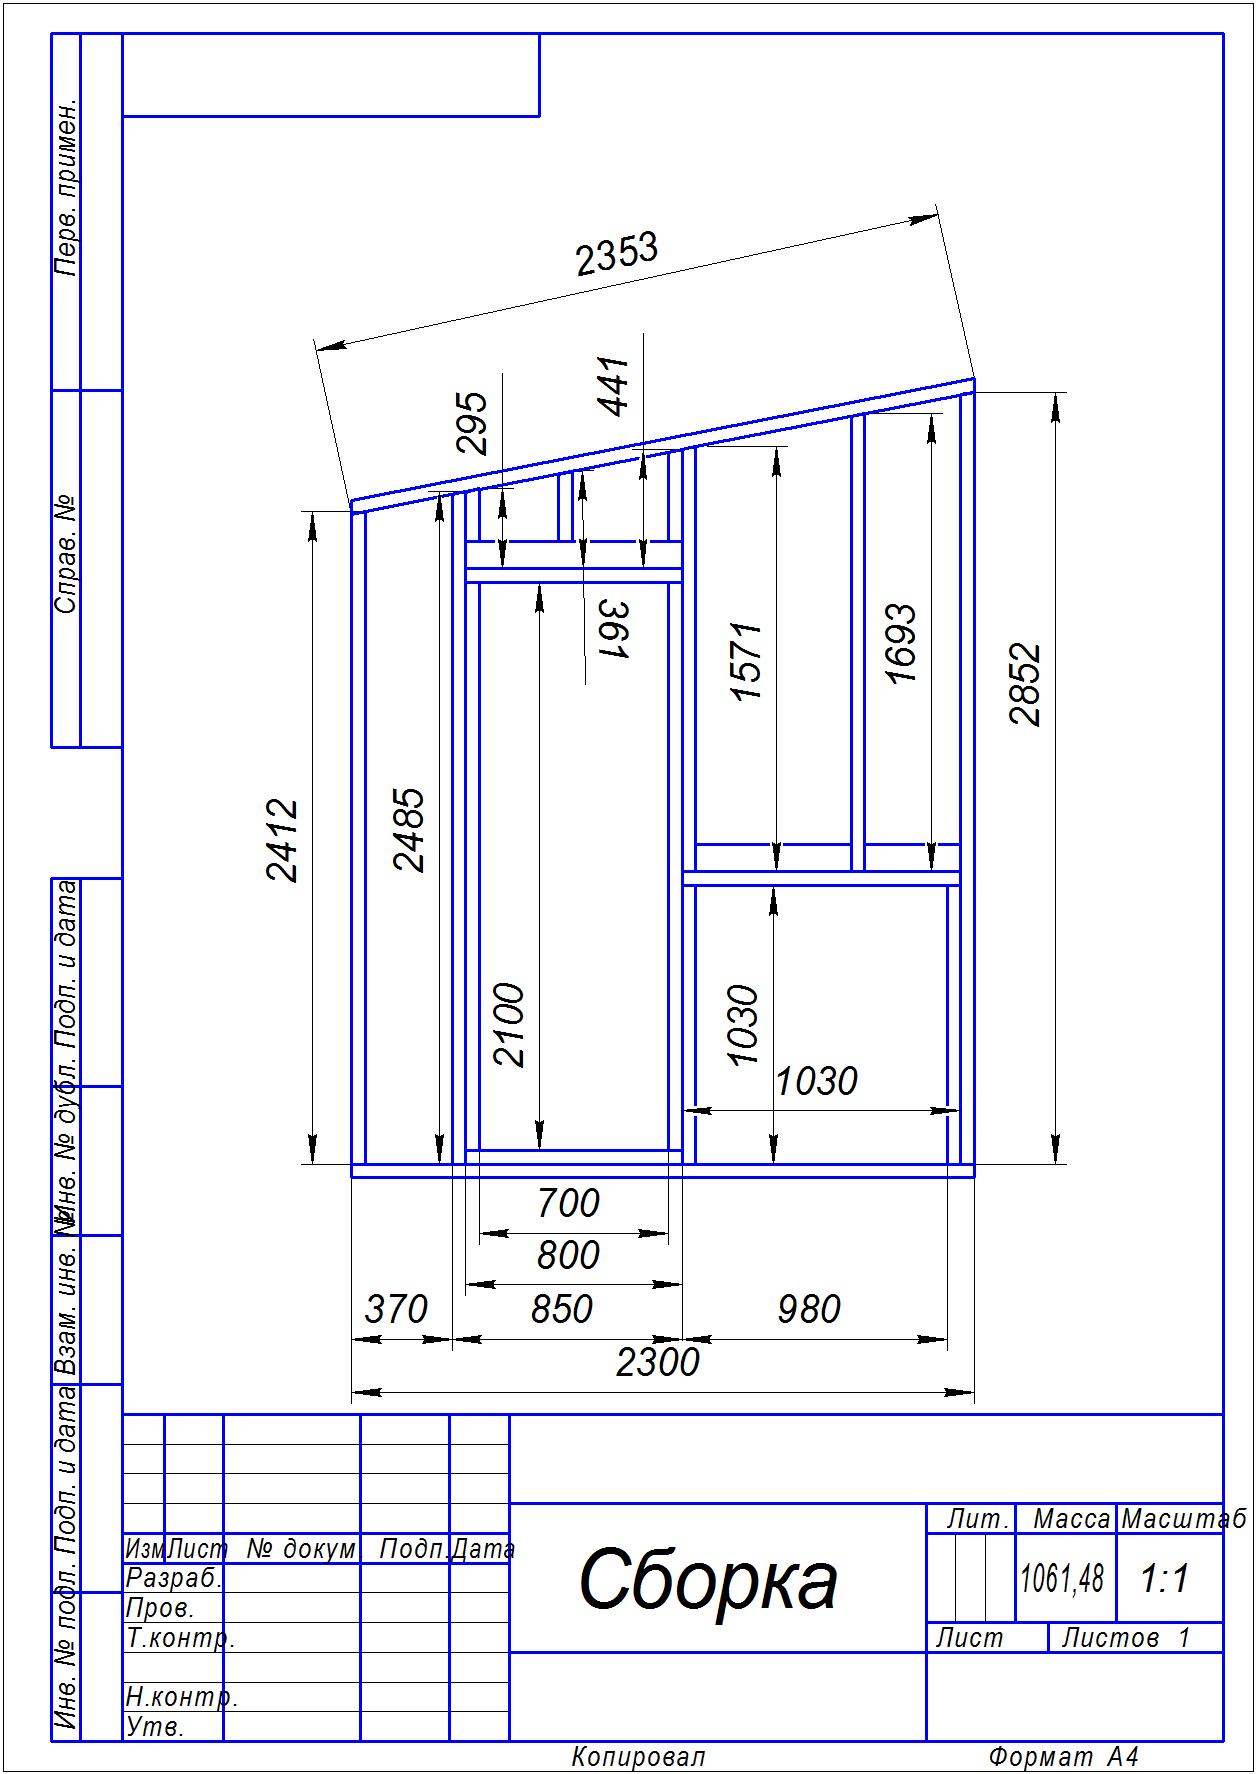 Перв. примен.
Справ. №
Подп. и дата
Инв. № дубл.
Взам. инв. №
Подп. и дата
Инв. № подл.
2353
441
295
361
1571
1693
2852
2412
2485
2100
1030
1030
700
800
370
850
980
2300
Изм Лист № докум Подп. Дата
Разраб.
Пров.
Т.контр.
Н.контр.
Утв.
Сборка
Лит. Масса Масштаб
1061,48 1:1
Лист Листов 1
Копировал Формат A4